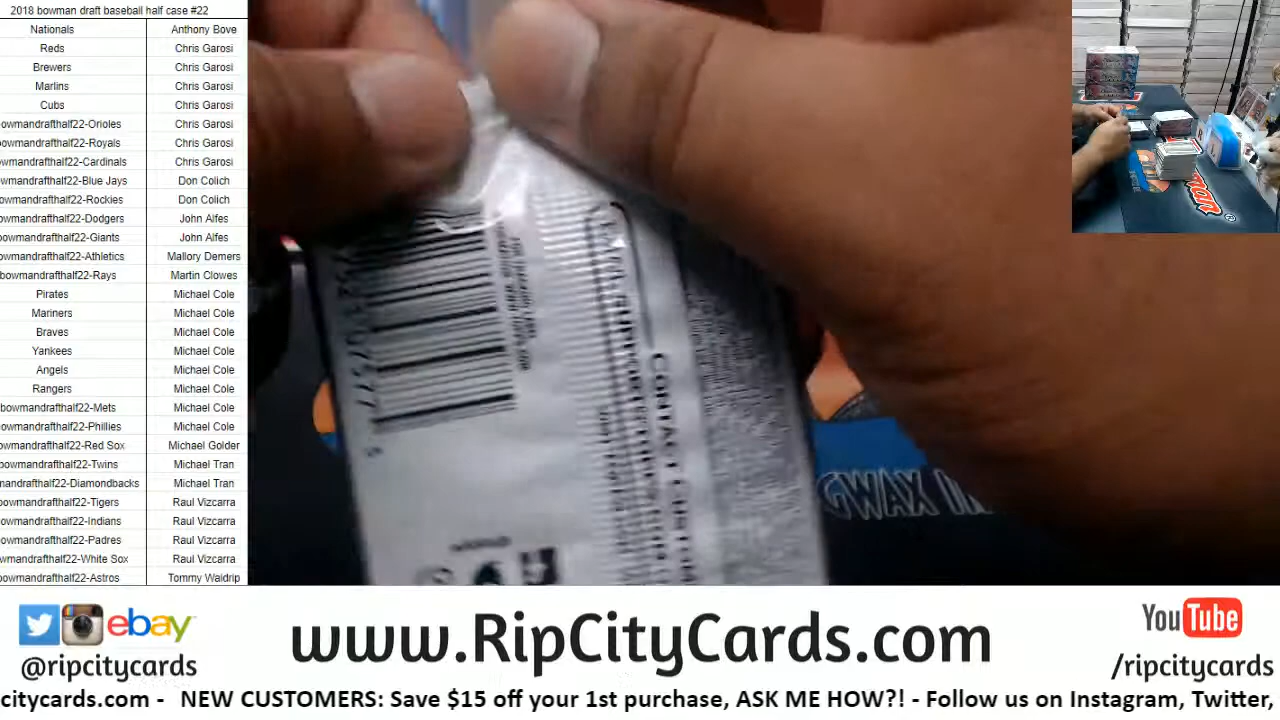 2018 bowman draft baseball half case #22
Nationals Anthony Bove
Reds Chris Garosi
Brewers Chris Garosi
Marlins Chris Garosi
Cubs Chris Garosi
owmandrafthalf22-Orioles Chris Garosi
owmandrafthalf22-Royals Chris Garosi
owmandrafthalf22-Cardinals Chris Garosi
wmandrafthalf22-Blue Jays Don Colich
owmandrafthalf22-Rockies Don Colich
owmandrafthalf22-Dodgers John Alfes
owmandrafthalf22-Giants John Alfes
owmandrafthalf22-Athletics Mallory Demers
bowmandrafthalf22-Rays Martin Clowes
Pirates Michael Cole
Mariners Michael Cole
Braves Michael Cole
Yankees Michael Cole
Angels Michael Cole
Rangers Michael Cole
bowmandrafthalf22-Mets Michael Cole
owmandrafthalf22-Phillies Michael Cole
owmandrafthalf22-Red Sox Michael Golder
owmandrafthalf22-Twins Michael Tran
mandrafthalf22-Diamondbacks Michael Tran
owmandrafthalf22-Tigers Raul Vizcarra
owmandrafthalf22-Indians Raul Vizcarra
owmandrafthalf22-Padres Raul Vizcarra
wmandrafthalf22-White Sox Raul Vizcarra
owmandrafthalf22-Astros Tommy Waidrip
GWAX
ebay
@ripcitycards
www.RipCityCards.com
YouTube
/ripcitycards
citycards.com - NEW CUSTOMERS: Save $15 off your 1st purchase, ASK ME HOW?! - Follow us on Instagram, Twitter,